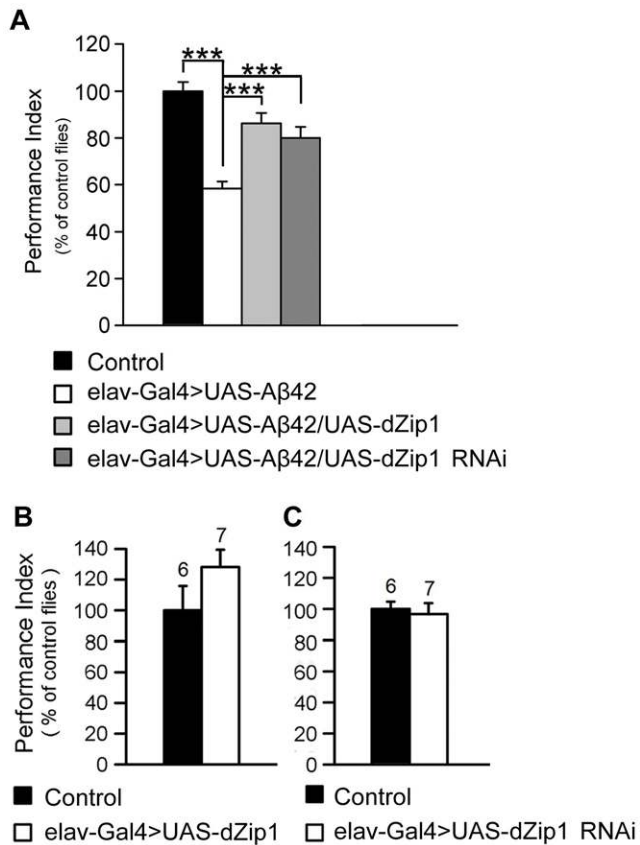 A
120
100
80
60
40
20
0
Performance Index
(% of control flies)
***
***
***
Control
elav-Gal4>UAS-Aβ42
elav-Gal4>UAS-Aβ42/UAS-dZip1
elav-Gal4>UAS-Aβ42/UAS-dZip1 RNAi
B
140
120
100
80
60
40
20
0
Performance Index
( % of control flies )
6
7
Control
elav-Gal4>UAS-dZip1
C
140
120
100
80
60
40
20
0
6
7
Control
elav-Gal4>UAS-dZip1 RNAi